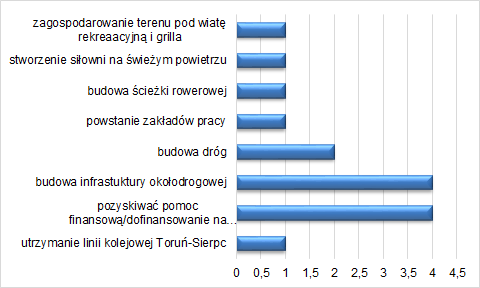 zagospodarowanie terenu pod wiatę
rekreaacyjną i grilla
stworzenie siłowni na świeżym powietrzu
budowa ścieżki rowerowej
powstanie zakładów pracy
budowa dróg
budowa infrastuktury okołodrogowej
pozyskiwać pomoc
finansową/dofinansowanie na...
utrzymanie linii kolejowej Toruń-Sierpc
0 0,5 1 1,5 2 2,5 3 3,5 4 4,5